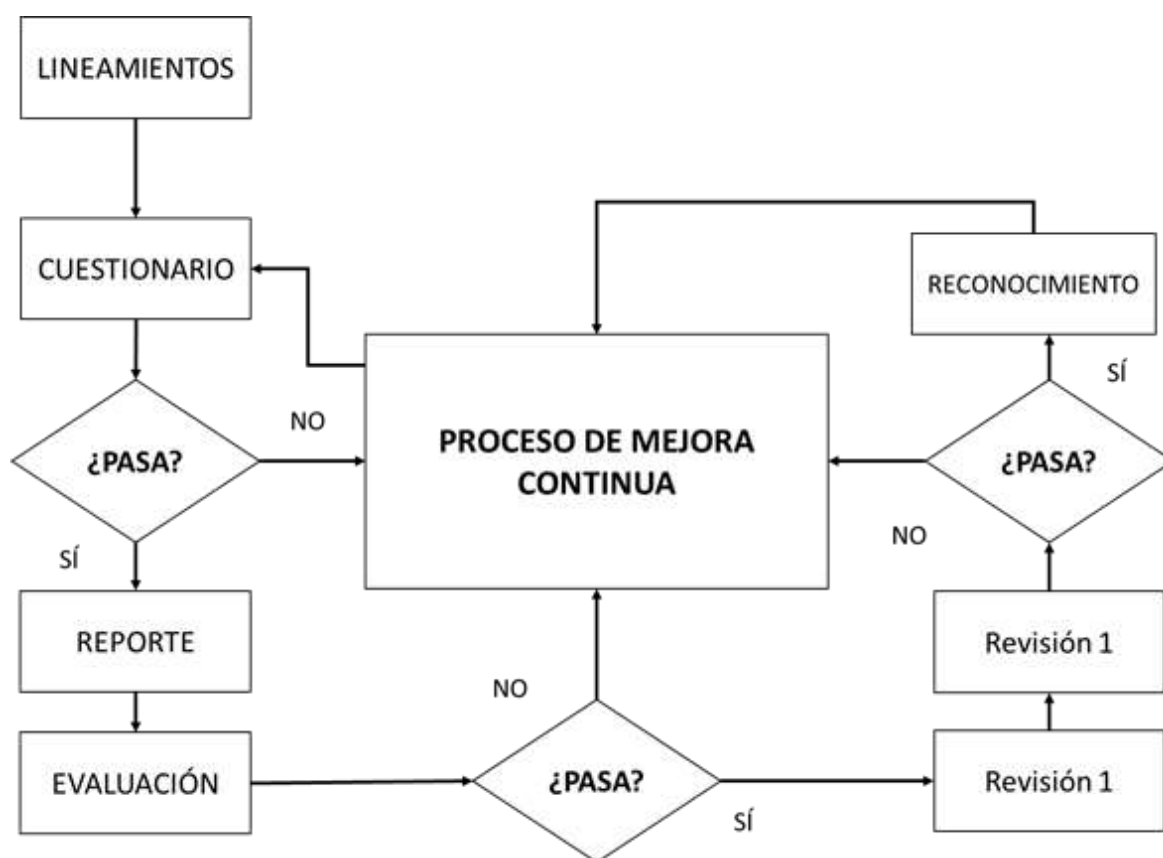 LINEAMIENTOS
CUESTIONARIO
¿PASA?
NO
SÍ
REPORTE
EVALUACIÓN
PROCESO DE MEJORA
CONTINUA
NO
¿PASA?
SÍ
Revisión 1
Revisión 1
¿PASA?
NO
SÍ
RECONOCIMIENTO